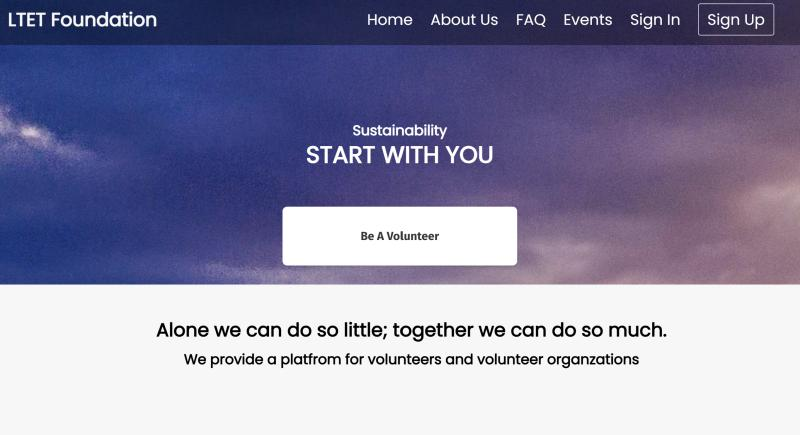 LTET Foundation
Home About Us FAQ Events Sign In Sign Up
Sustainability
START WITH YOU
Be A Volunteer
Alone we can do so little; together we can do so much.
We provide a platfrom for volunteers and volunteer organzations